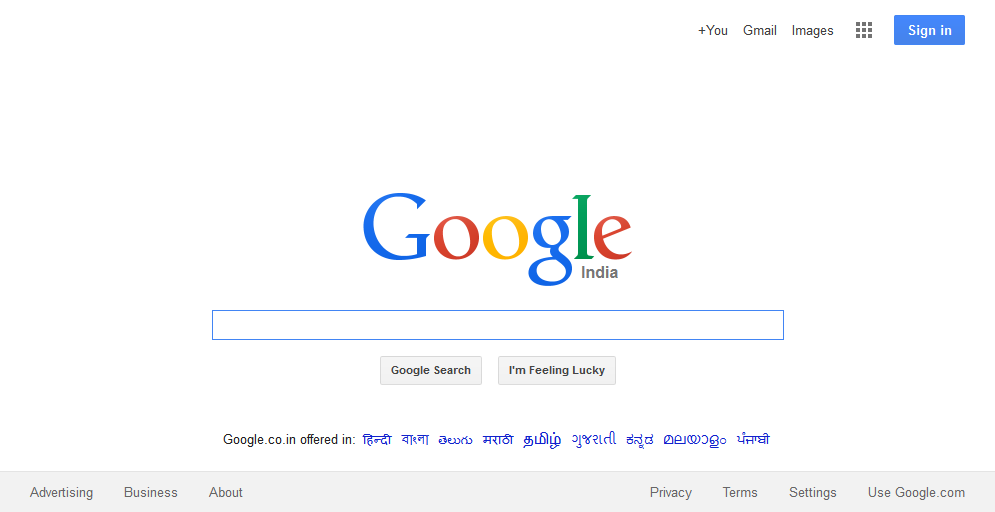 +You Gmail Images Sign in
Google
India
Google Search I'm Feeling Lucky
Google.co.in offered in: हिन्दी বাংলা తెలుగు मराठी தமிழ் ગુજરાતી ಕನ್ನಡ മലയാളം ਪੰਜਾਬੀ
Advertising Business About Privacy Terms Settings Use Google.com